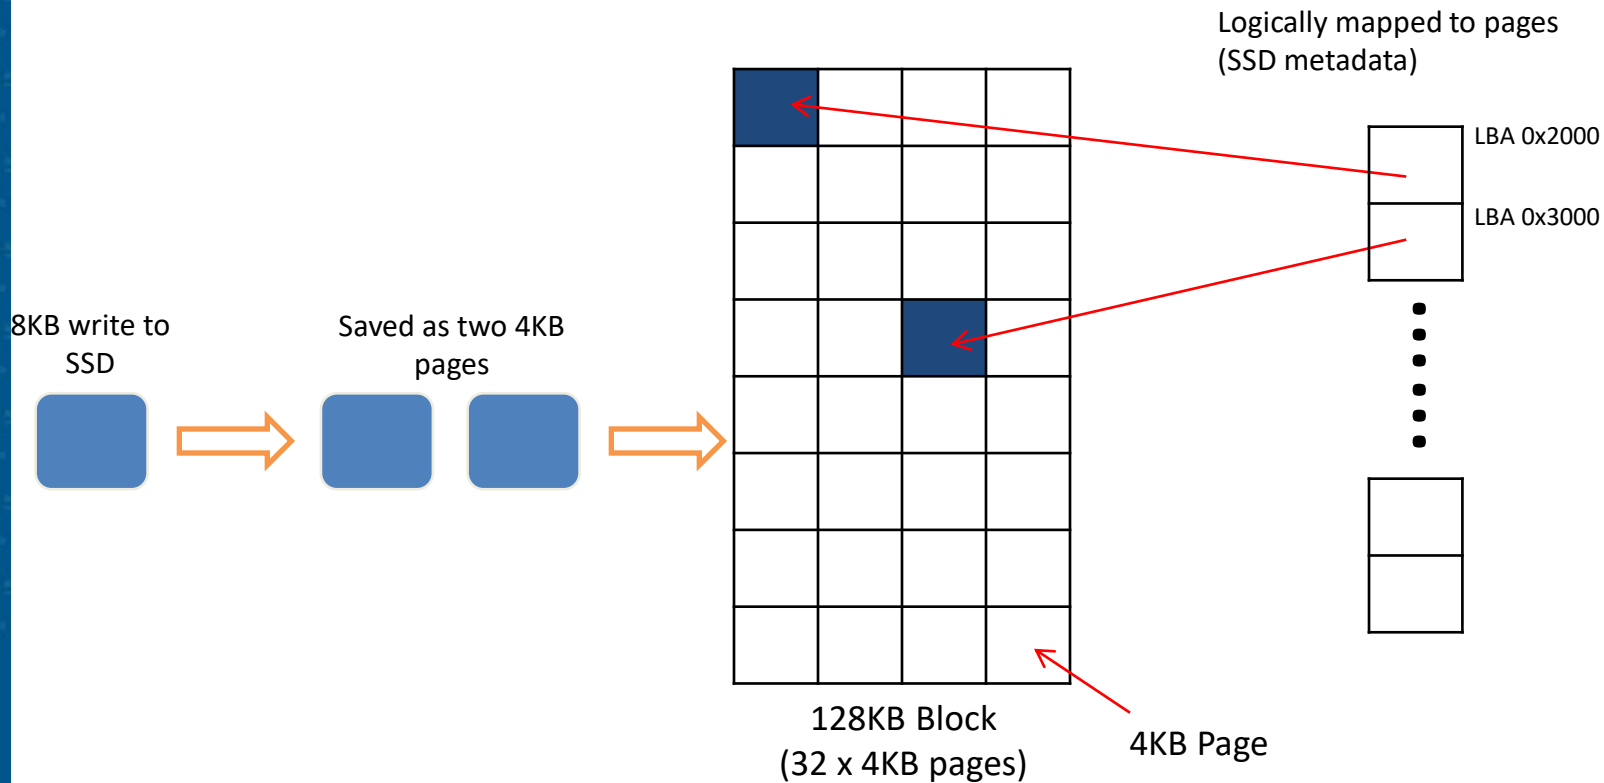 Logically mapped to pages
(SSD metadata)
LBA 0x2000
LBA 0x3000
8KB write to
SSD
Saved as two 4KB
pages
128KB Block
(32 x 4KB pages)
4KB Page